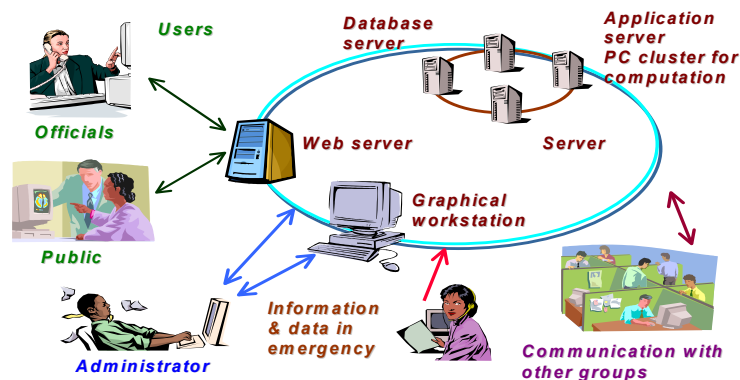 Users
Database
server
Application
server
PC cluster for
computation
Officials
Web server
Server
Graphical
workstation
Public
Information
& data in
emergency
Administrator
Communication with
other groups